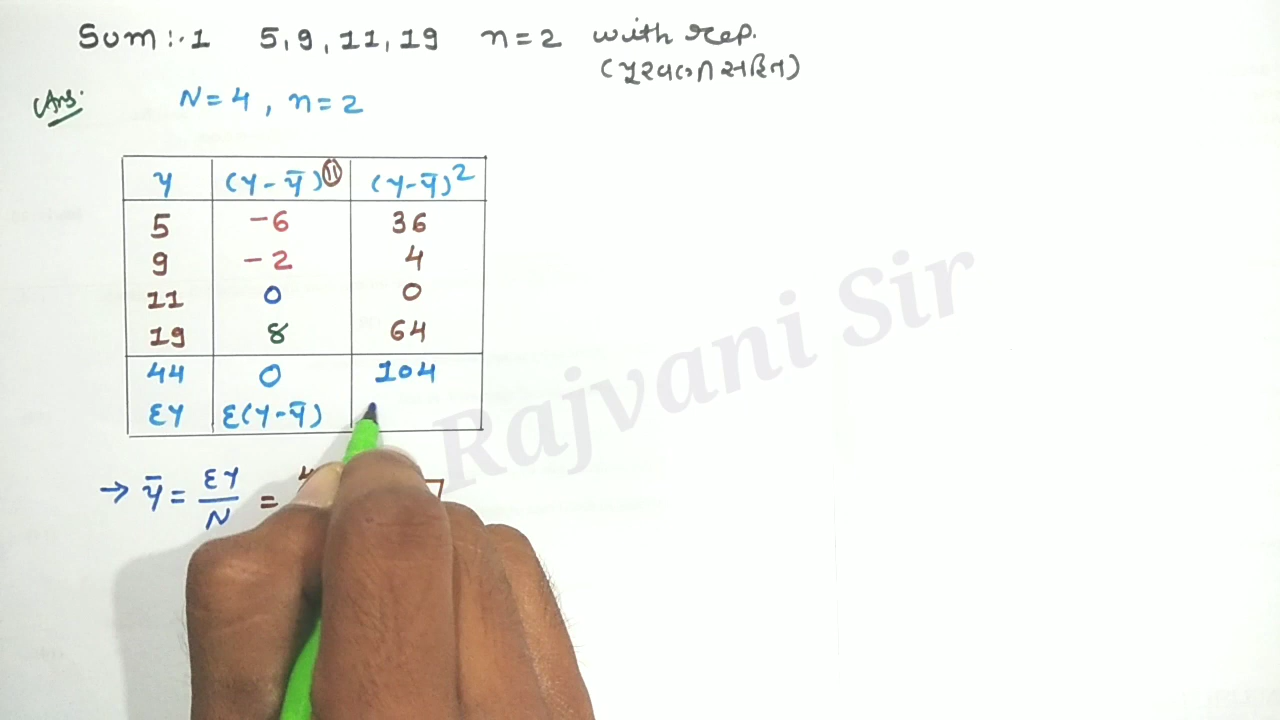 Sum:·1 5, 9, 11, 19 n=2 with rep.
(પુરવણી સહિત)
Ans.
N=4, n=2
Y (Y-Ȳ) 11 (Y-Ȳ)²
5 -6 36
9 -2 4
11 0 0
19 8 64
44 0 104
ΣY Σ(Y-Ȳ)
→ Ȳ = ΣY/N =
Rajvani Sir